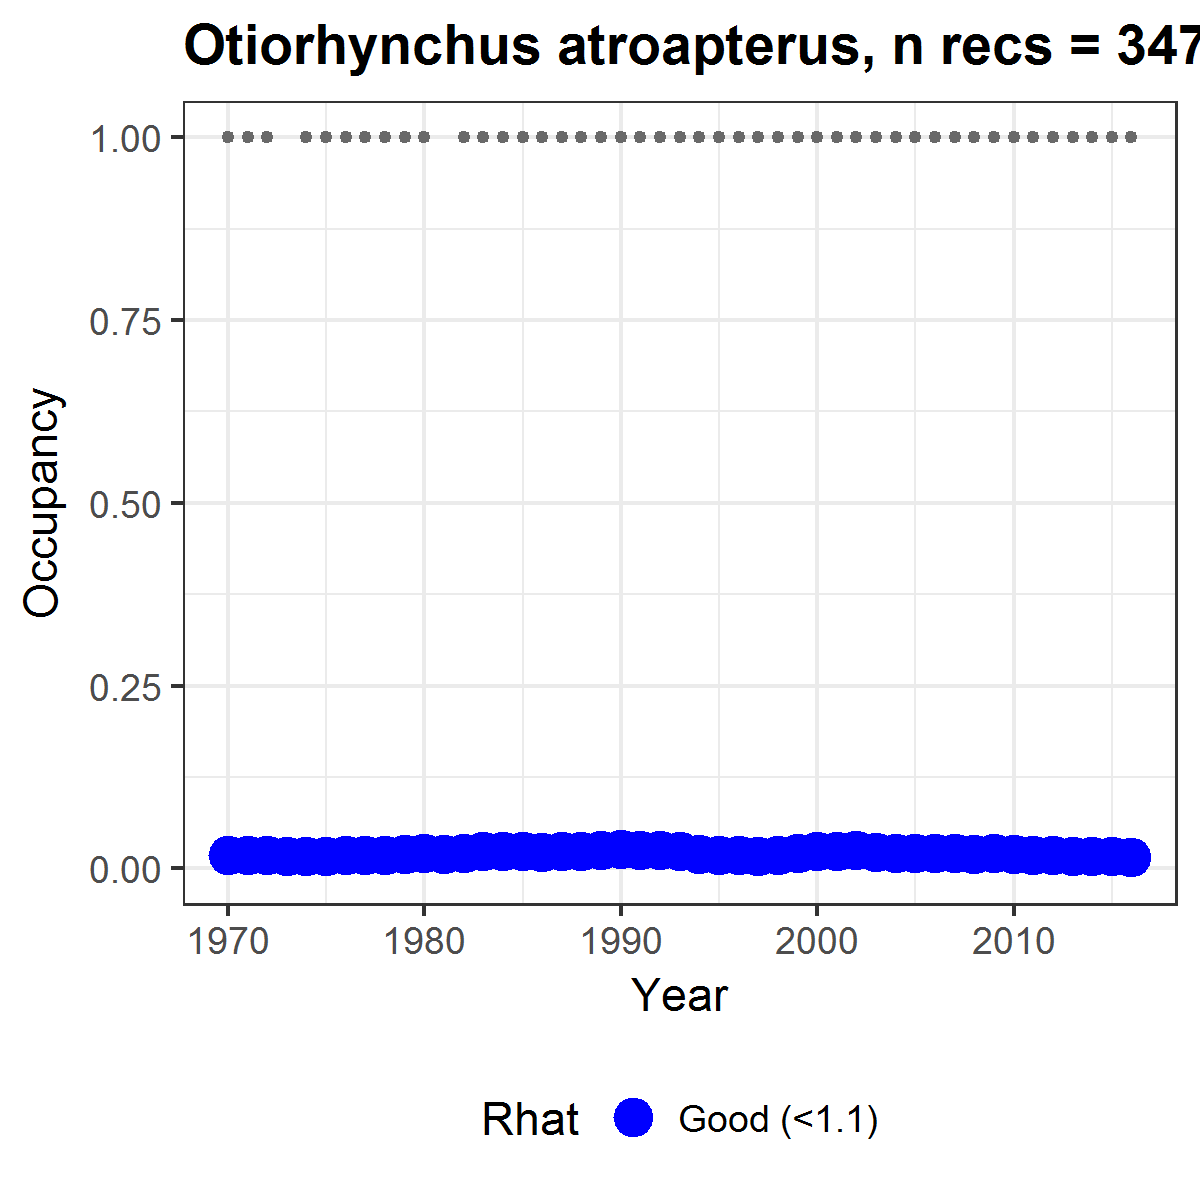 Otiorhynchus atroapterus, n recs = 347
1.00
0.75
0.50
0.25
0.00
Occupancy
1970 1980 1990 2000 2010
Year
Rhat Good (<1.1)